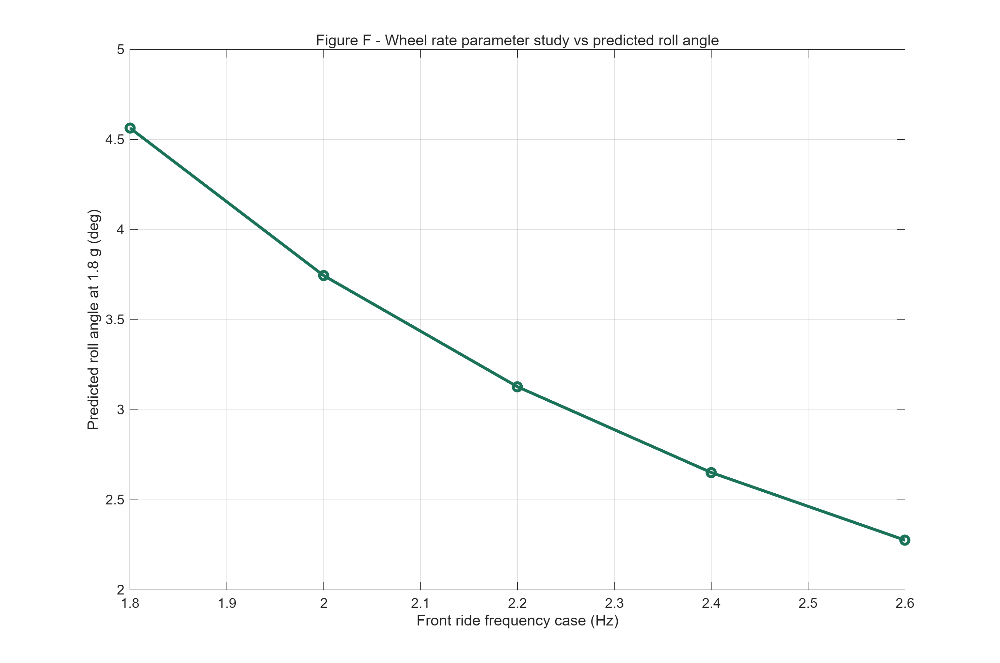 Figure F - Wheel rate parameter study vs predicted roll angle
Predicted roll angle at 1.8 g (deg)
5
4.5
4
3.5
3
2.5
2
1.8 1.9 2 2.1 2.2 2.3 2.4 2.5 2.6
Front ride frequency case (Hz)